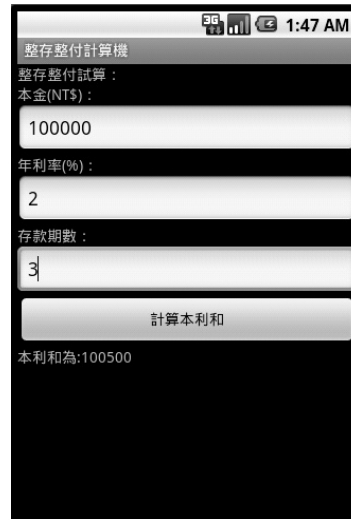 3G 1:47 AM
整存整付計算機
整存整付試算：
本金(NT$)：
100000
年利率(%)：
2
存款期數：
3
計算本利和
本利和為:100500